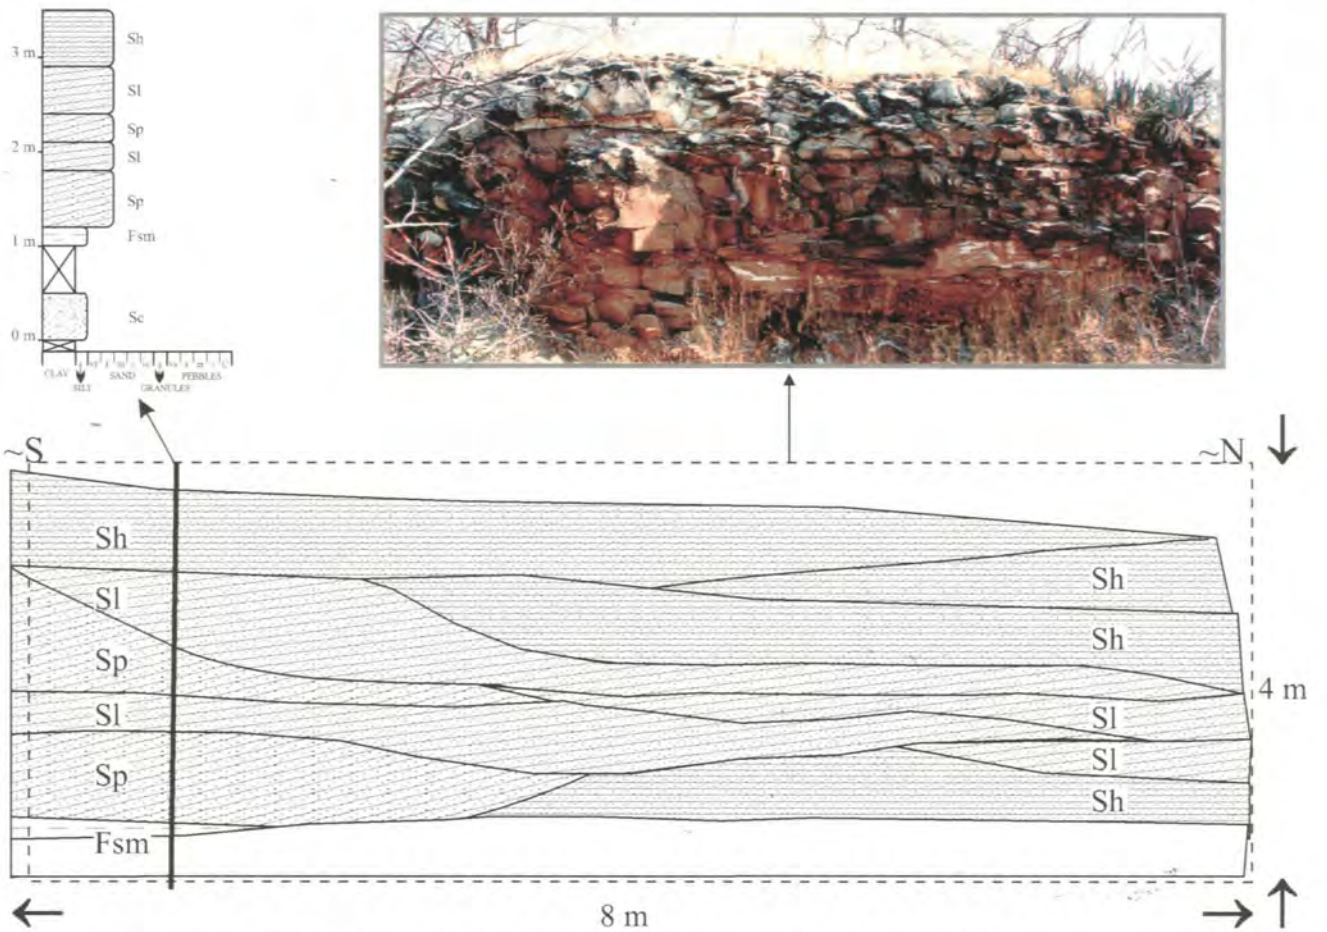 3 m
Sh
Sl
Sp
2 m
Sl
Sp
1 m
Fsm
Sc
0 m
CLAY SAND PEBBLES
SILT GRANULES
~S ~N
Sh
Sh
Sl
Sh
Sp
4 m
Sl
Sl
Sl
Sp
Sh
Fsm
8 m